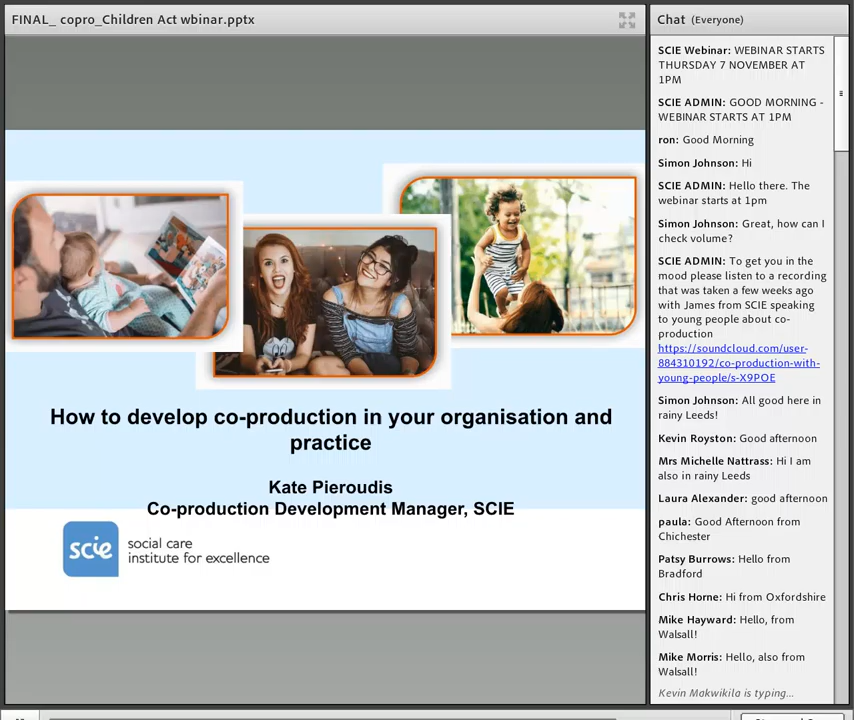 FINAL_ copro_Children Act wbinar.pptx
How to develop co-production in your organisation and
practice
Kate Pieroudis
Co-production Development Manager, SCIE
scie
social care
institute for excellence
Chat (Everyone)
SCIE Webinar: WEBINAR STARTS
THURSDAY 7 NOVEMBER AT
1PM
SCIE ADMIN: GOOD MORNING -
WEBINAR STARTS AT 1PM
ron: Good Morning
Simon Johnson: Hi
SCIE ADMIN: Hello there. The
webinar starts at 1pm
Simon Johnson: Great, how can I
check volume?
SCIE ADMIN: To get you in the
mood please listen to a recording
that was taken a few weeks ago
with James from SCIE speaking
to young people about co-
production
https://soundcloud.com/user-
884310192/co-production-with-
young-people/s-X9POE
Simon Johnson: All good here in
rainy Leeds!
Kevin Royston: Good afternoon
Mrs Michelle Nattrass: Hi I am
also in rainy Leeds
Laura Alexander: good afternoon
paula: Good Afternoon from
Chichester
Patsy Burrows: Hello from
Bradford
Chris Horne: Hi from Oxfordshire
Mike Hayward: Hello, from
Walsall!
Mike Morris: Hello, also from
Walsall!
Kevin Makwikila is typing...